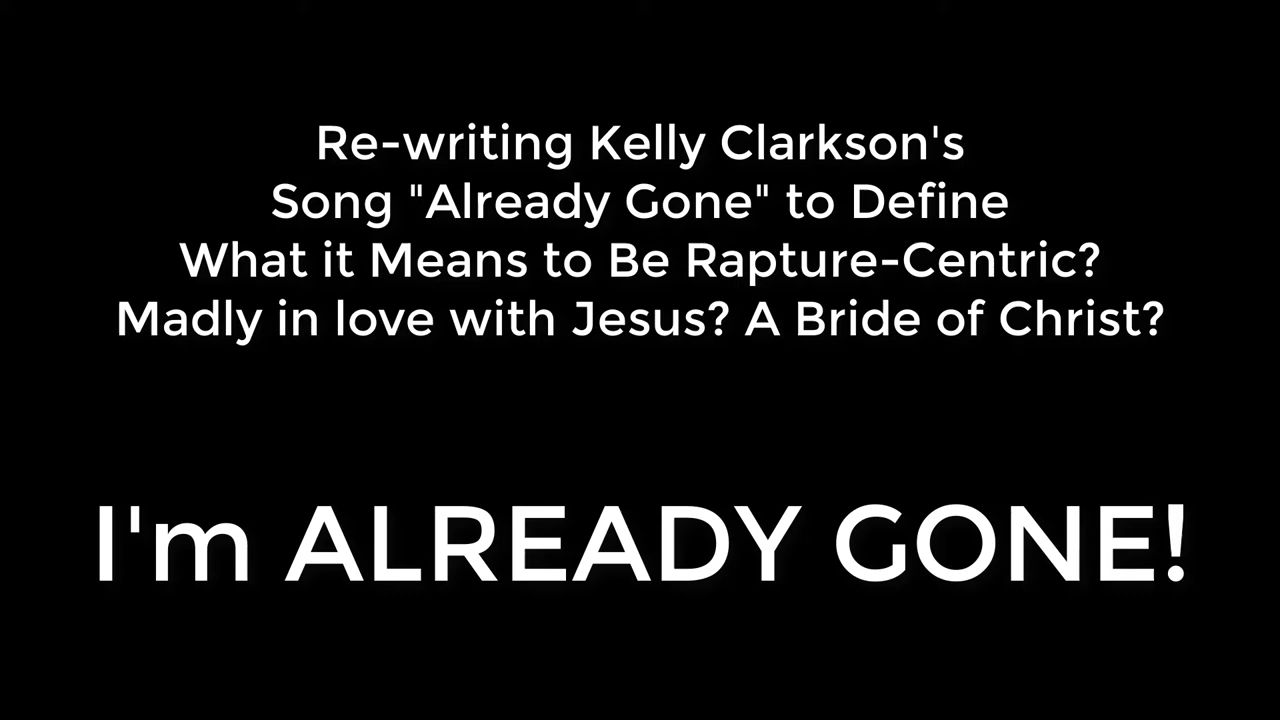 Re-writing Kelly Clarkson's
Song "Already Gone" to Define
What it Means to Be Rapture-Centric?
Madly in love with Jesus? A Bride of Christ?
I'm ALREADY GONE!